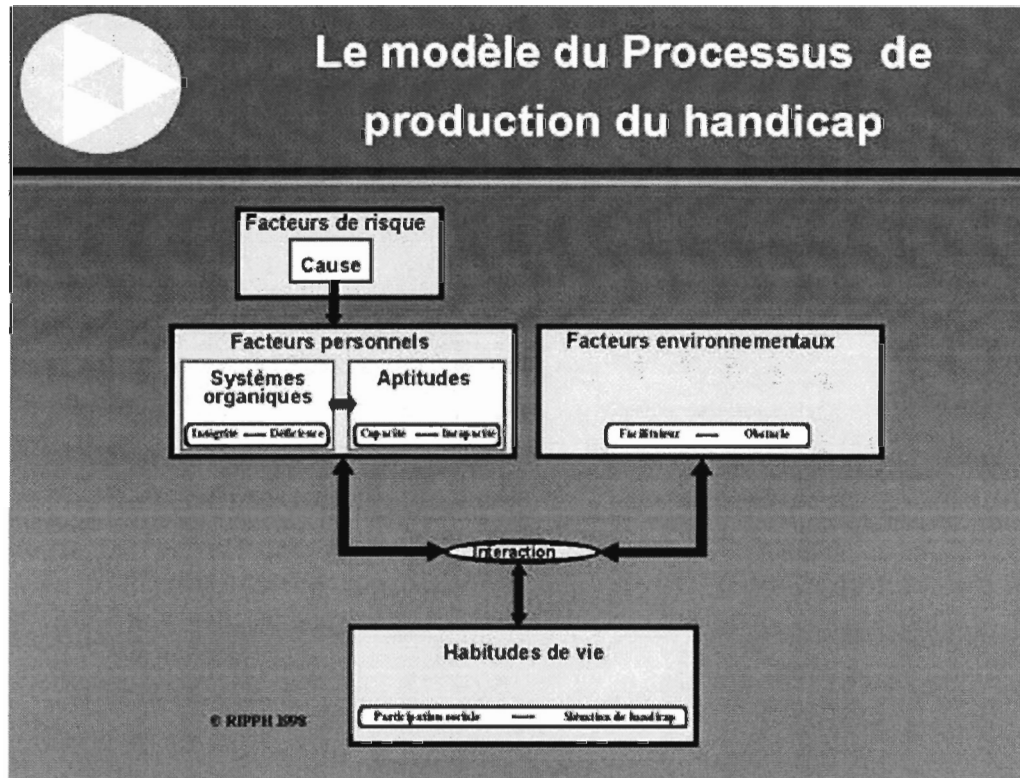 Le modèle du Processus de
production du handicap
Facteurs de risque
Cause
Facteurs personnels
Systèmes
organiques
Intégrité — Déficience
Aptitudes
Capacité — Incapacité
Facteurs environnementaux
Facilitateur — Obstacle
Interaction
Habitudes de vie
Participation sociale — Situation de handicap
© RIPPH 1998